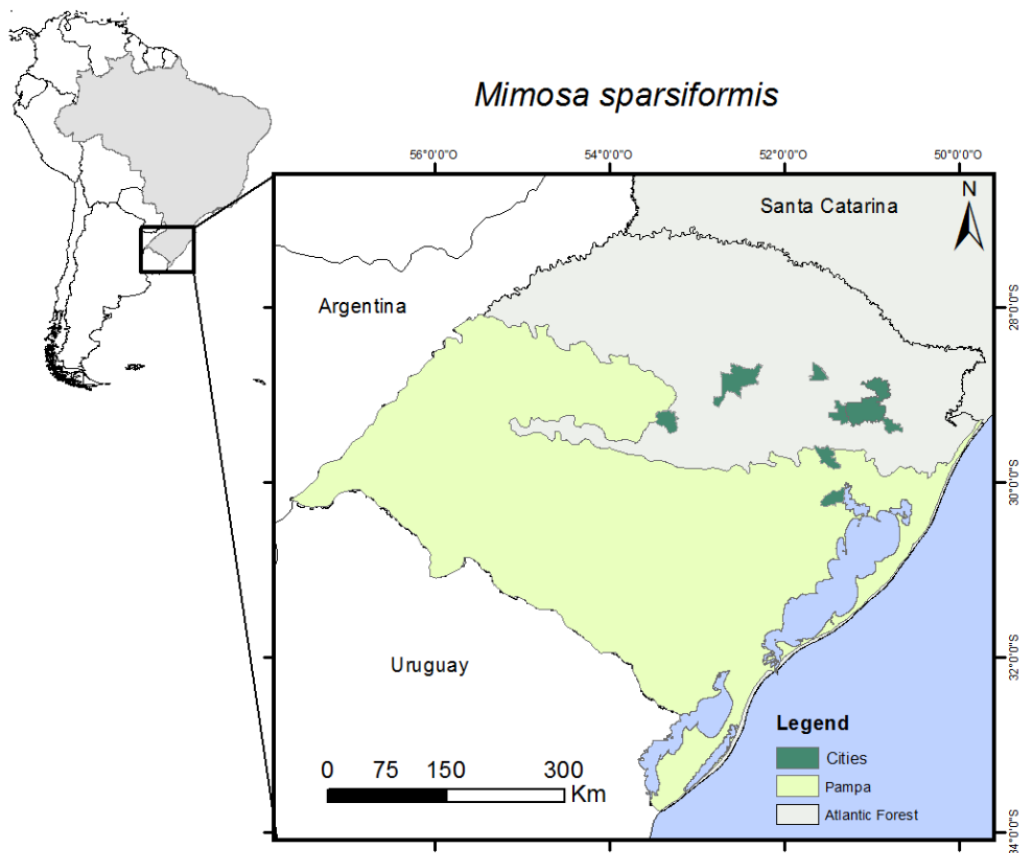 Mimosa sparsiformis
56°0'0"O 54°0'0"O 52°0'0"O 50°0'0"O
N
Santa Catarina
Argentina
28°0'0"S
30°0'0"S
32°0'0"S
34°0'0"S
Uruguay
0 75 150 300
Km
Legend
Cities
Pampa
Atlantic Forest